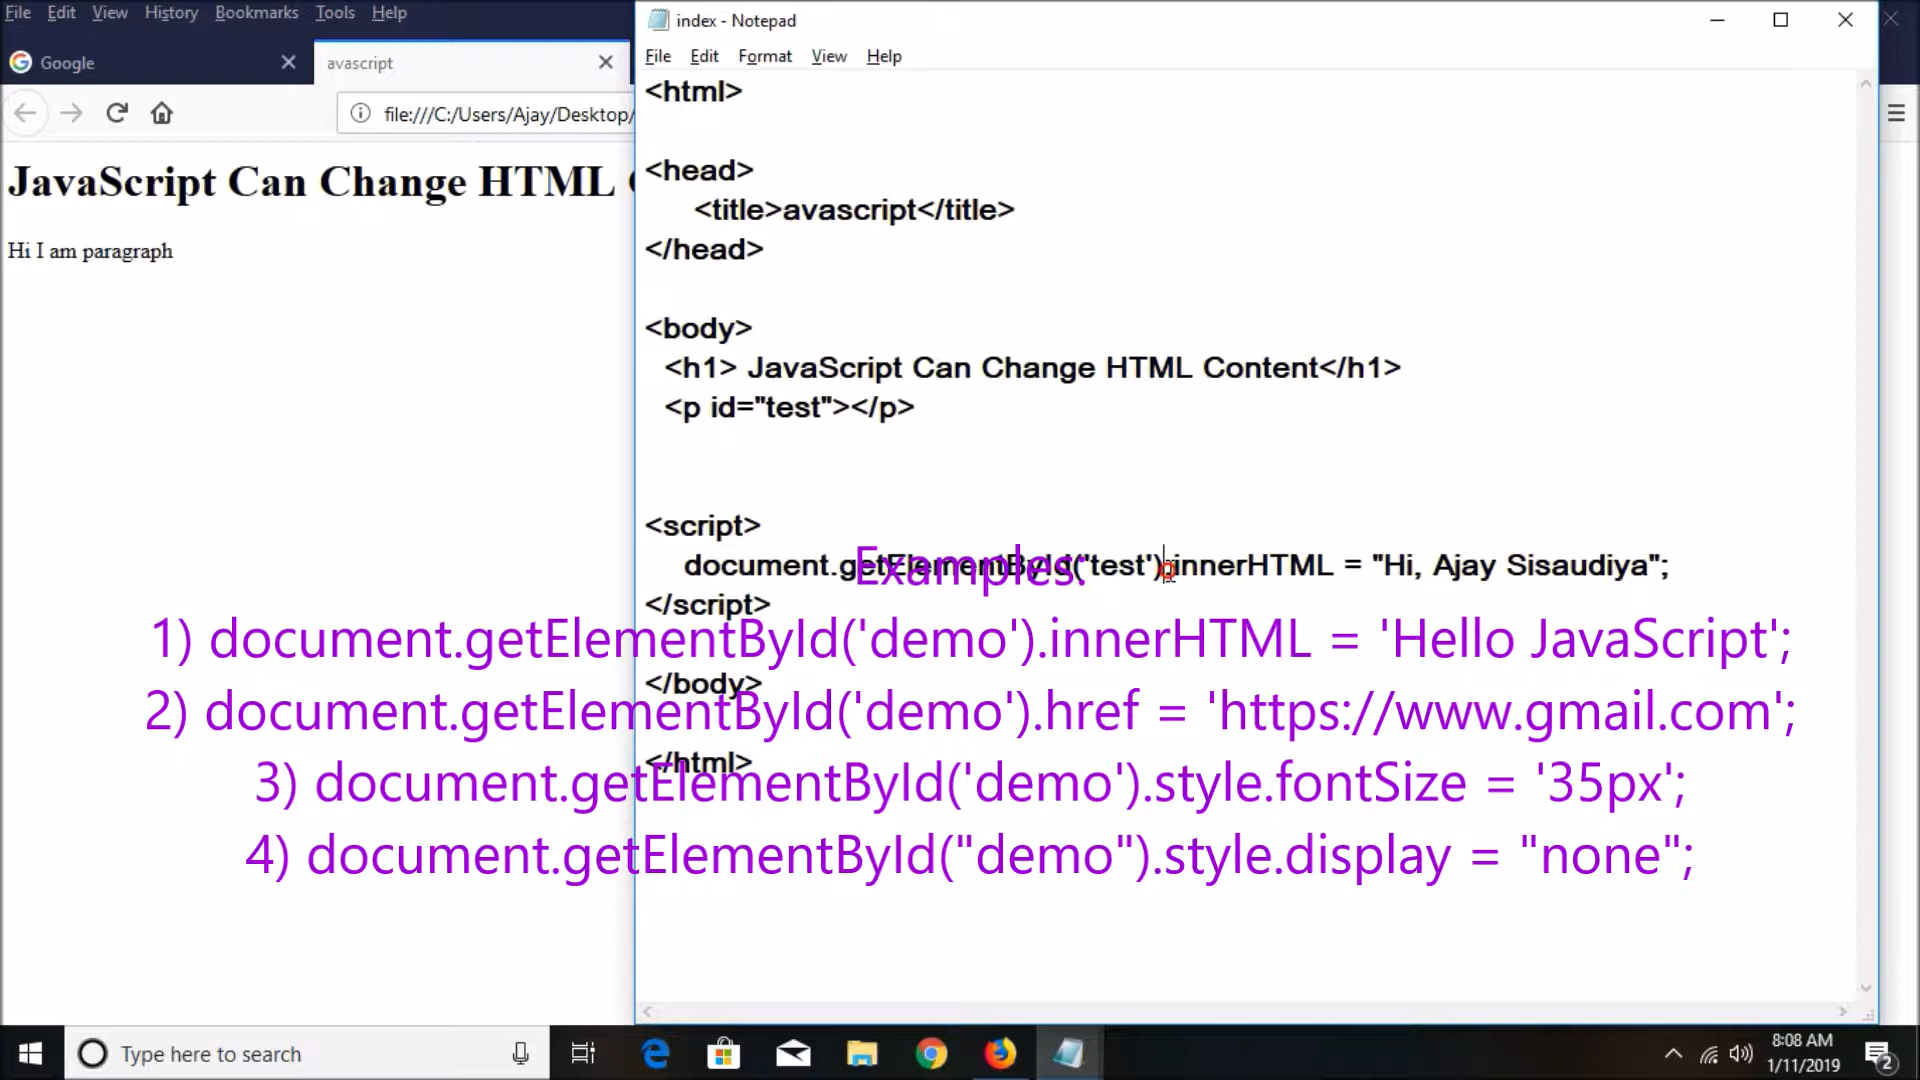 File Edit View History Bookmarks Tools Help
Google
avascript
file:///C:/Users/Ajay/Desktop/
JavaScript Can Change HTML
Hi I am paragraph
index - Notepad
File Edit Format View Help
<html>
<head>
<title>avascript</title>
</head>
<body>
<h1> JavaScript Can Change HTML Content</h1>
<p id="test"></p>
<script>
document.getElementById('test').innerHTML = "Hi, Ajay Sisaudiya";
</script>
</body>
</html>
Examples:
1) document.getElementById('demo').innerHTML = 'Hello JavaScript';
2) document.getElementById('demo').href = 'https://www.gmail.com';
3) document.getElementById('demo').style.fontSize = '35px';
4) document.getElementById("demo").style.display = "none";
Type here to search
8:08 AM
1/11/2019
2